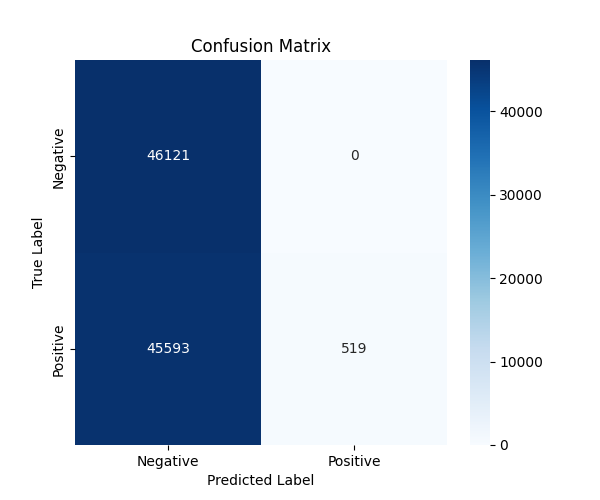 Confusion Matrix
True Label
Negative
46121 0
Positive
45593 519
Negative Positive
Predicted Label
40000
30000
20000
10000
0